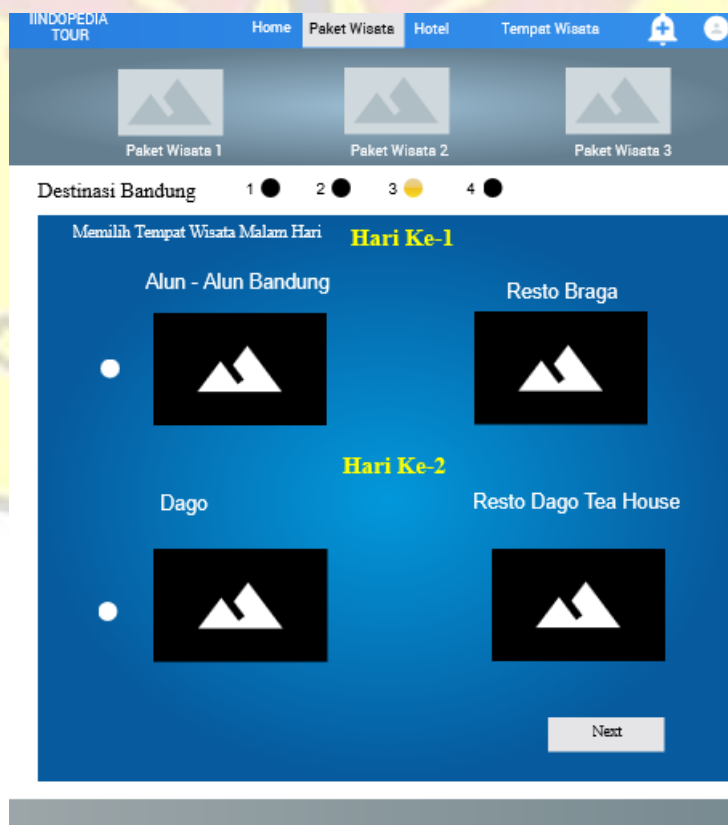 IINDOPEDIA
TOUR
Home Paket Wisata Hotel Tempat Wisata
Paket Wisata 1 Paket Wisata 2 Paket Wisata 3
Destinasi Bandung 1 2 3 4
Memilih Tempat Wisata Malam Hari
Hari Ke-1
Alun - Alun Bandung Resto Braga
Hari Ke-2
Dago Resto Dago Tea House
Next